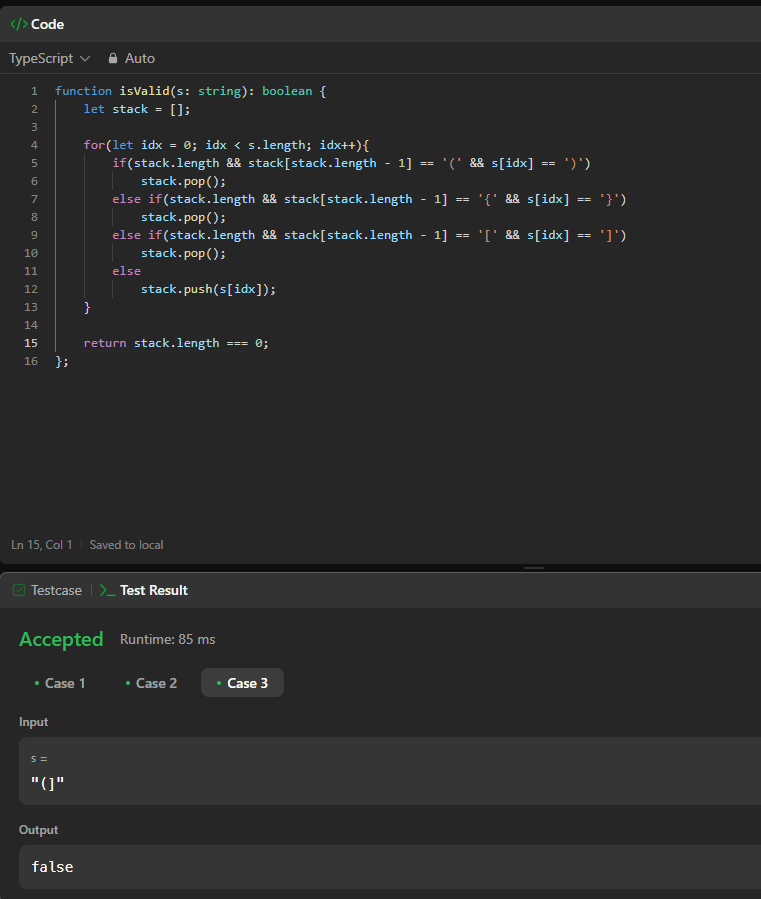 </> Code
TypeScript Auto
1 function isValid(s: string): boolean {
2     let stack = [];
3
4     for(let idx = 0; idx < s.length; idx++){
5         if(stack.length && stack[stack.length - 1] == '(' && s[idx] == ')')
6             stack.pop();
7         else if(stack.length && stack[stack.length - 1] == '{' && s[idx] == '}')
8             stack.pop();
9         else if(stack.length && stack[stack.length - 1] == '[' && s[idx] == ']')
10             stack.pop();
11         else
12             stack.push(s[idx]);
13     }
14
15     return stack.length === 0;
16 };
Ln 15, Col 1 | Saved to local
Testcase | >_ Test Result
Accepted Runtime: 85 ms
• Case 1 • Case 2 • Case 3
Input
s =
"(]"
Output
false